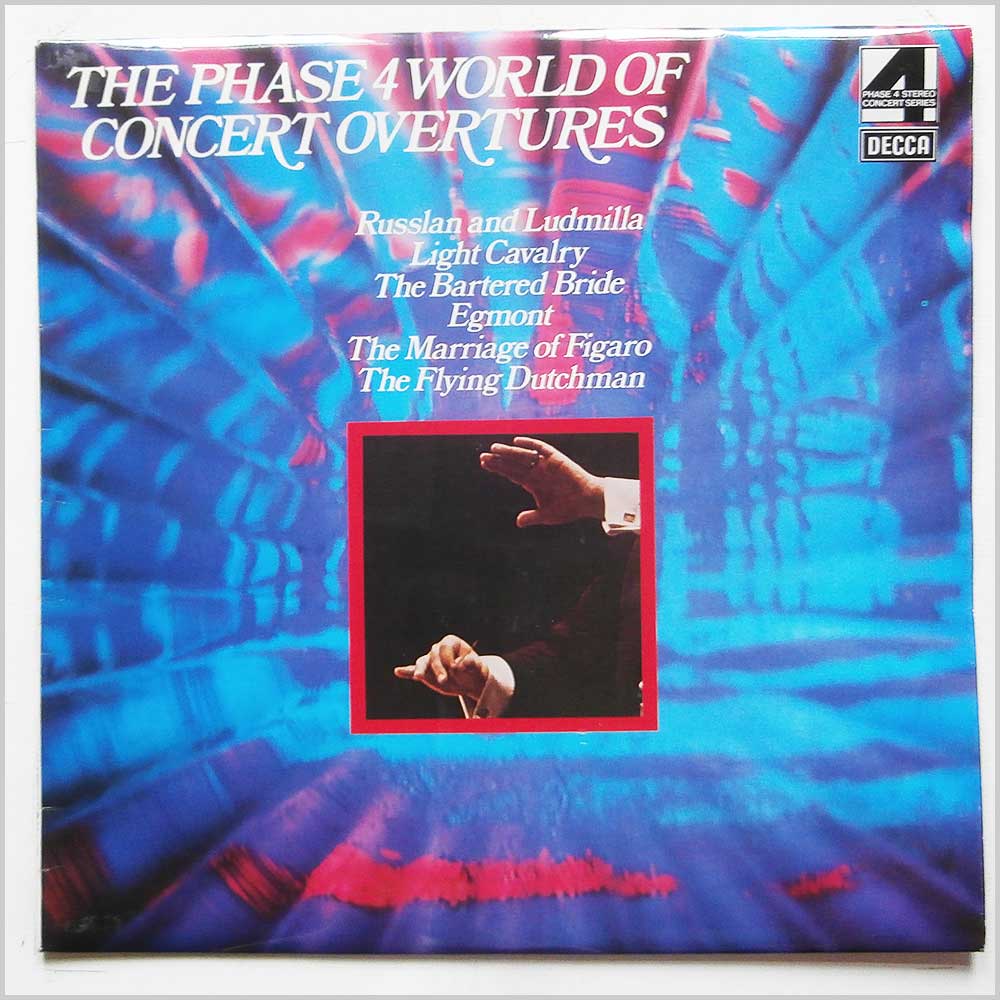 THE PHASE 4 WORLD OF
CONCERT OVERTURES
4
PHASE 4 STEREO
CONCERT SERIES
DECCA
Russlan and Ludmilla
Light Cavalry
The Bartered Bride
Egmont
The Marriage of Figaro
The Flying Dutchman